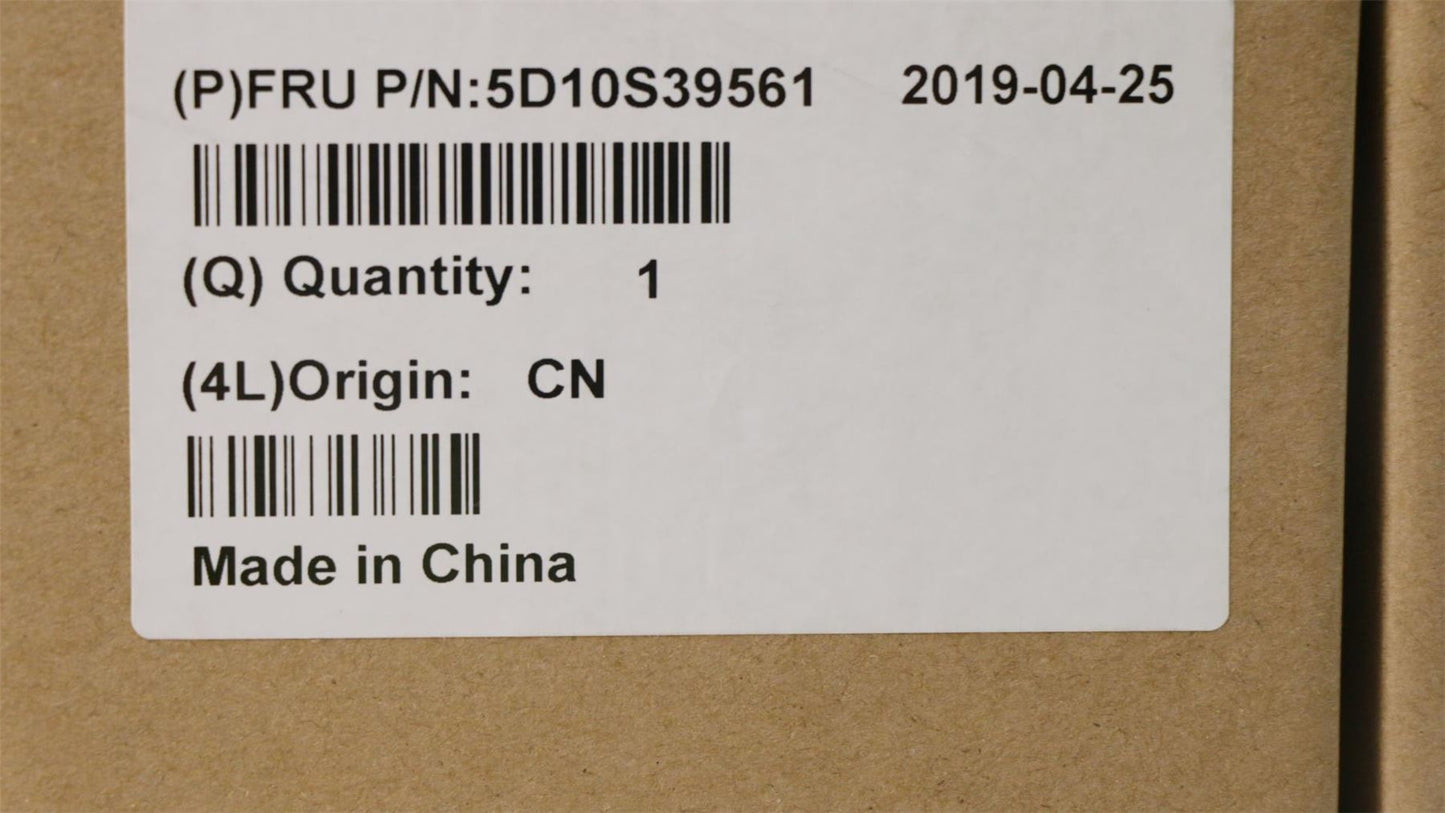 (P)FRU P/N:5D10S39561 2019-04-25
(Q) Quantity: 1
(4L)Origin: CN
Made in China